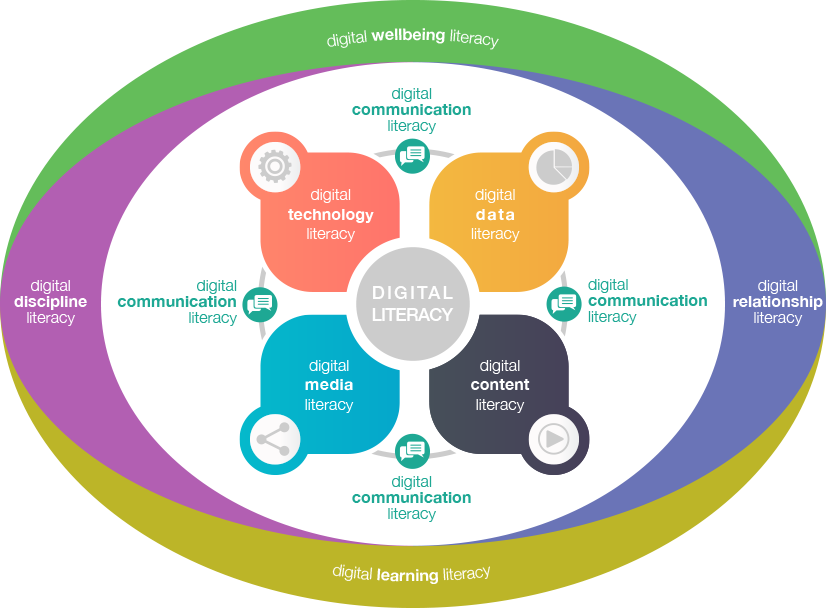 digital wellbeing literacy
digital
communication
literacy
digital
technology
literacy
digital
data
literacy
digital
discipline
literacy
digital
communication
literacy
DIGITAL
LITERACY
digital
communication
literacy
digital
relationship
literacy
digital
media
literacy
digital
content
literacy
digital
communication
literacy
digital learning literacy